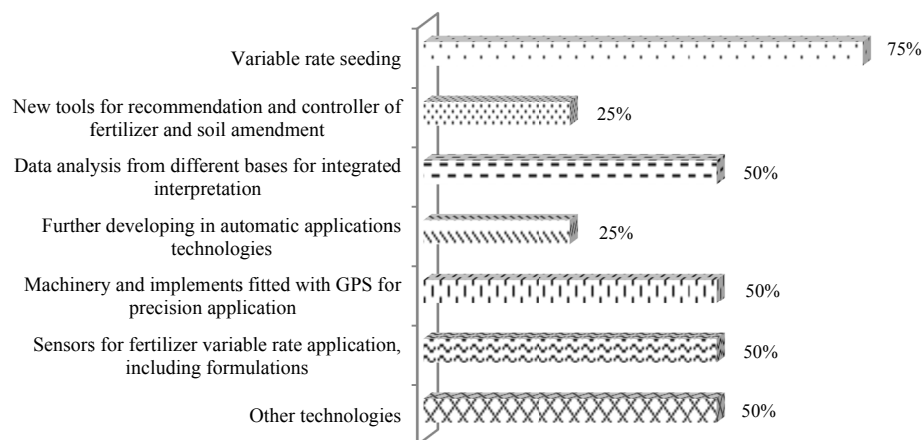 Variable rate seeding
75%
New tools for recommendation and controller of
fertilizer and soil amendment
25%
Data analysis from different bases for integrated
interpretation
50%
Further developing in automatic applications
technologies
25%
Machinery and implements fitted with GPS for
precision application
50%
Sensors for fertilizer variable rate application,
including formulations
50%
Other technologies
50%